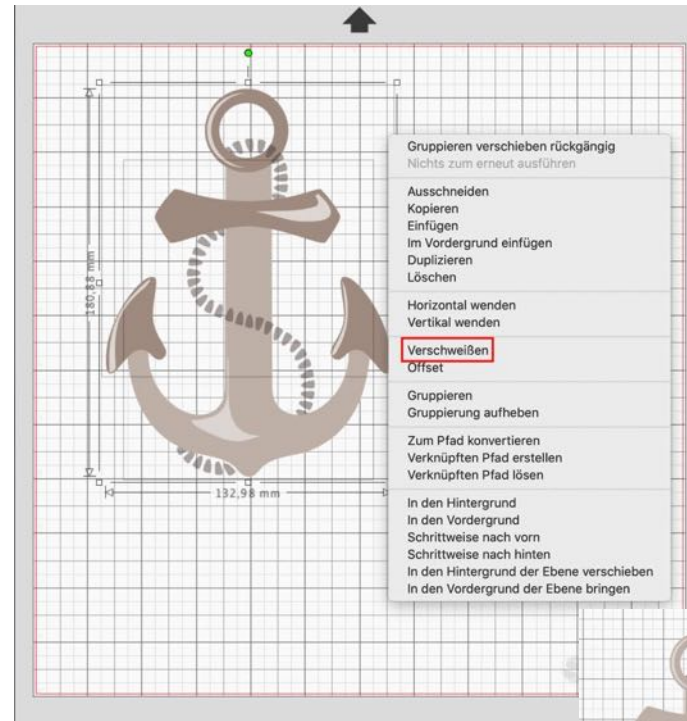 Gruppieren verschieben rückgängig
Nichts zum erneut ausführen
Ausschneiden
Kopieren
Einfügen
Im Vordergrund einfügen
Duplizieren
Löschen
Horizontal wenden
Vertikal wenden
Verschweißen
Offset
Gruppieren
Gruppierung aufheben
Zum Pfad konvertieren
Verknüpften Pfad erstellen
Verknüpften Pfad lösen
In den Hintergrund
In den Vordergrund
Schrittweise nach vorn
Schrittweise nach hinten
In den Hintergrund der Ebene verschieben
In den Vordergrund der Ebene bringen
180,88 mm
132,98 mm